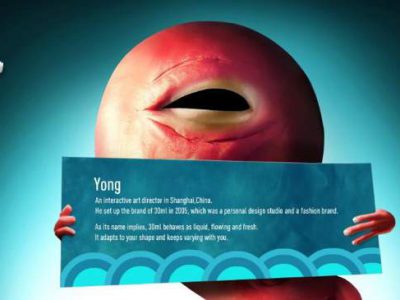 Yong
An interactive art director in Shanghai,China.
He set up the brand of 30ml in 2005, which was a personal design studio and a fashion brand.
As its name implies, 30ml behaves as liquid, flowing and fresh.
It adapts to your shape and keeps varying with you.